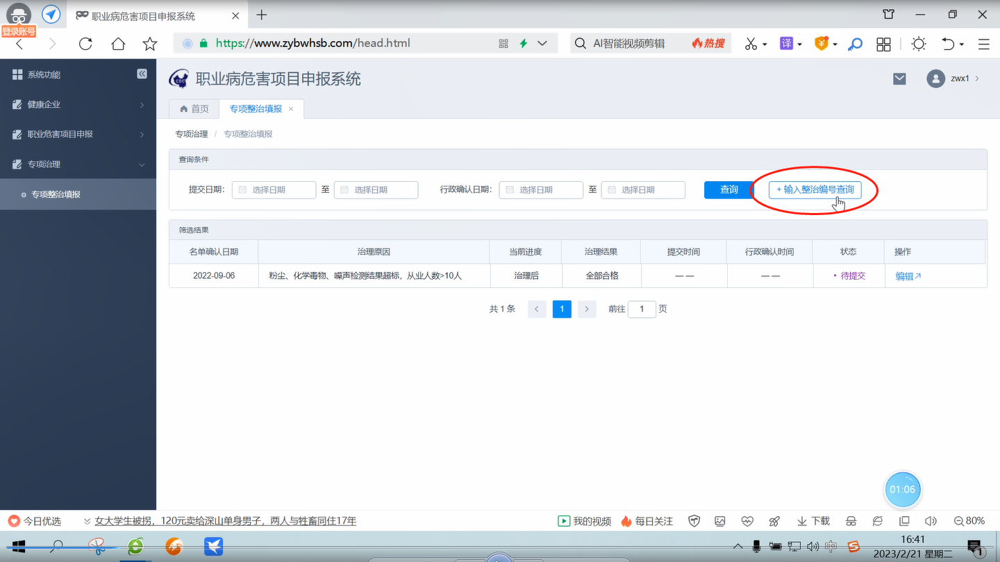 职业病危害项目申报系统
登录账号
https://www.zybwhsb.com/head.html
AI智能视频剪辑
热搜
译
系统功能
健康企业
职业危害项目申报
专项治理
专项整治填报
CDC
职业病危害项目申报系统
zwx1
首页
专项整治填报
专项治理 / 专项整治填报
查询条件
提交日期: 选择日期 至 选择日期 行政确认日期: 选择日期 至 选择日期 查询 + 输入整治编号查询
筛选结果
名单确认日期 治理原因 当前进度 治理结果 提交时间 行政确认时间 状态 操作
2022-09-06 粉尘、化学毒物、噪声检测结果超标，从业人数>10人 治理后 全部合格 —— —— • 待提交 编辑
共 1 条 < 1 > 前往 1 页
01:06
今日优选 女大学生被拐，120元卖给深山单身男子，两人与牲畜同住17年 我的视频 每日关注 下载 80%
中 16:41
2023/2/21 星期二
1